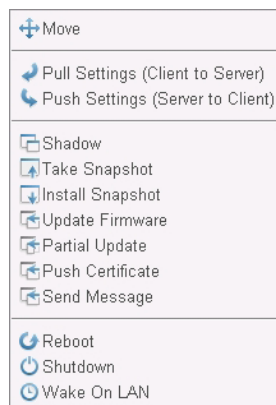 Move
Pull Settings (Client to Server)
Push Settings (Server to Client)
Shadow
Take Snapshot
Install Snapshot
Update Firmware
Partial Update
Push Certificate
Send Message
Reboot
Shutdown
Wake On LAN